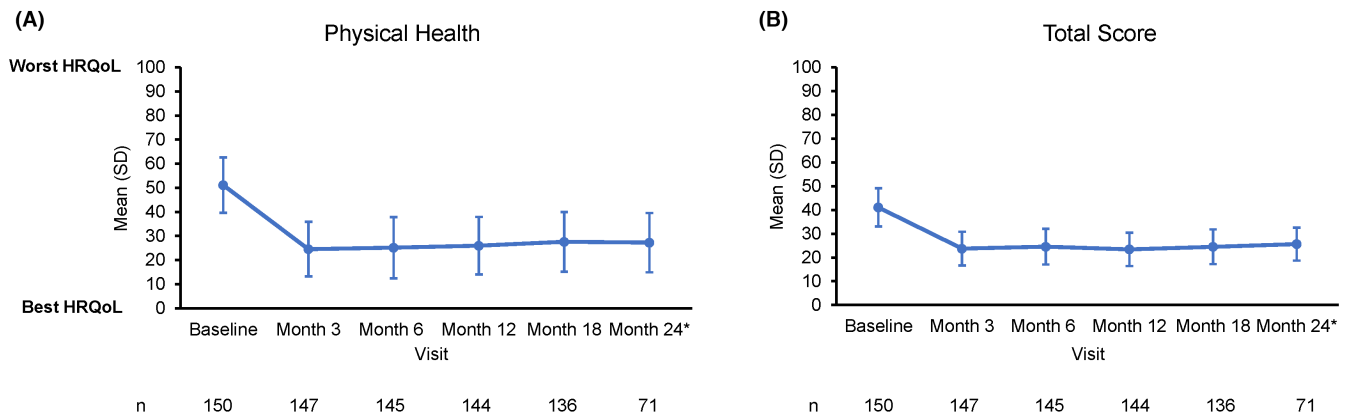 (A)
Physical Health
Worst HRQoL
100
90
80
70
60
50
40
30
20
10
0
Best HRQoL
Mean (SD)
Baseline Month 3 Month 6 Month 12 Month 18 Month 24*
Visit
n 150 147 145 144 136 71
(B)
Total Score
100
90
80
70
60
50
40
30
20
10
0
Mean (SD)
Baseline Month 3 Month 6 Month 12 Month 18 Month 24*
Visit
n 150 147 145 144 136 71